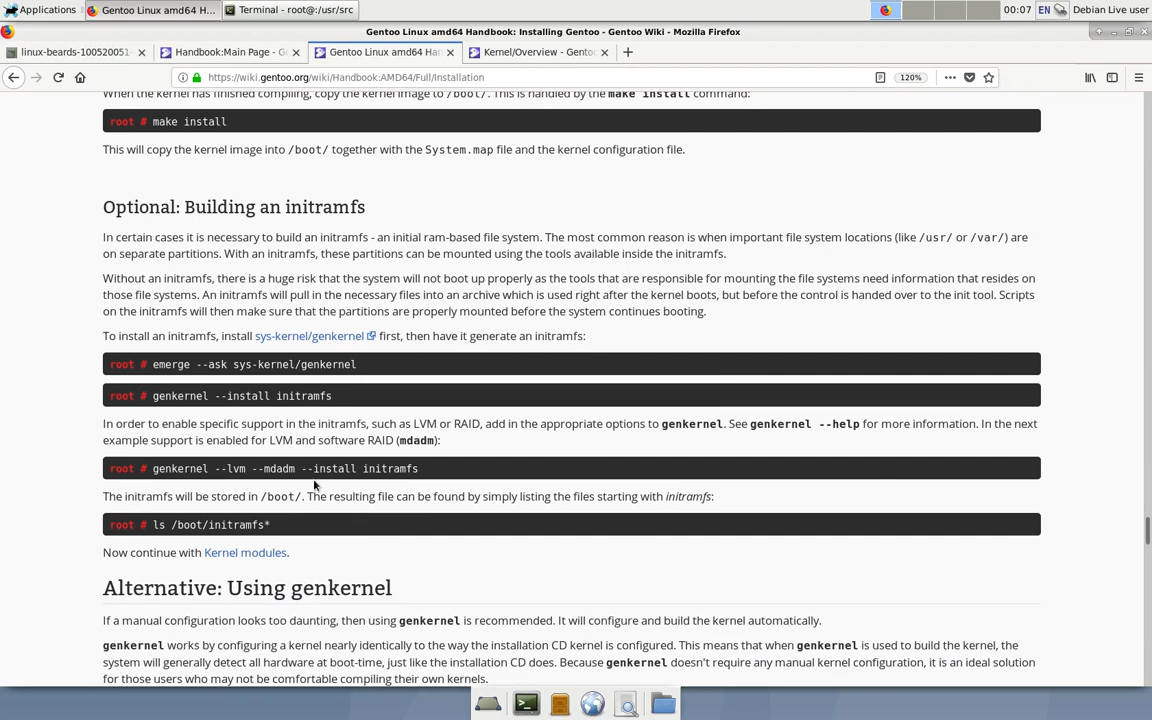 Applications
Gentoo Linux amd64 H...
Terminal - root@:/usr/src
00:07
EN
Debian Live user
Gentoo Linux amd64 Handbook: Installing Gentoo - Gentoo Wiki - Mozilla Firefox
linux-beards-100520051
Handbook:Main Page - G
Gentoo Linux amd64 Han
Kernel/Overview - Gento
https://wiki.gentoo.org/wiki/Handbook:AMD64/Full/Installation
120%
When the kernel has finished compiling, copy the kernel image to /boot/. This is handled by the make install command:
root # make install
This will copy the kernel image into /boot/ together with the System.map file and the kernel configuration file.
Optional: Building an initramfs
In certain cases it is necessary to build an initramfs - an initial ram-based file system. The most common reason is when important file system locations (like /usr/ or /var/) are
on separate partitions. With an initramfs, these partitions can be mounted using the tools available inside the initramfs.
Without an initramfs, there is a huge risk that the system will not boot up properly as the tools that are responsible for mounting the file systems need information that resides on
those file systems. An initramfs will pull in the necessary files into an archive which is used right after the kernel boots, but before the control is handed over to the init tool. Scripts
on the initramfs will then make sure that the partitions are properly mounted before the system continues booting.
To install an initramfs, install sys-kernel/genkernel first, then have it generate an initramfs:
root # emerge --ask sys-kernel/genkernel
root # genkernel --install initramfs
In order to enable specific support in the initramfs, such as LVM or RAID, add in the appropriate options to genkernel. See genkernel --help for more information. In the next
example support is enabled for LVM and software RAID (mdadm):
root # genkernel --lvm --mdadm --install initramfs
The initramfs will be stored in /boot/. The resulting file can be found by simply listing the files starting with initramfs:
root # ls /boot/initramfs*
Now continue with Kernel modules.
Alternative: Using genkernel
If a manual configuration looks too daunting, then using genkernel is recommended. It will configure and build the kernel automatically.
genkernel works by configuring a kernel nearly identically to the way the installation CD kernel is configured. This means that when genkernel is used to build the kernel, the
system will generally detect all hardware at boot-time, just like the installation CD does. Because genkernel doesn't require any manual kernel configuration, it is an ideal solution
for those users who may not be comfortable compiling their own kernels.